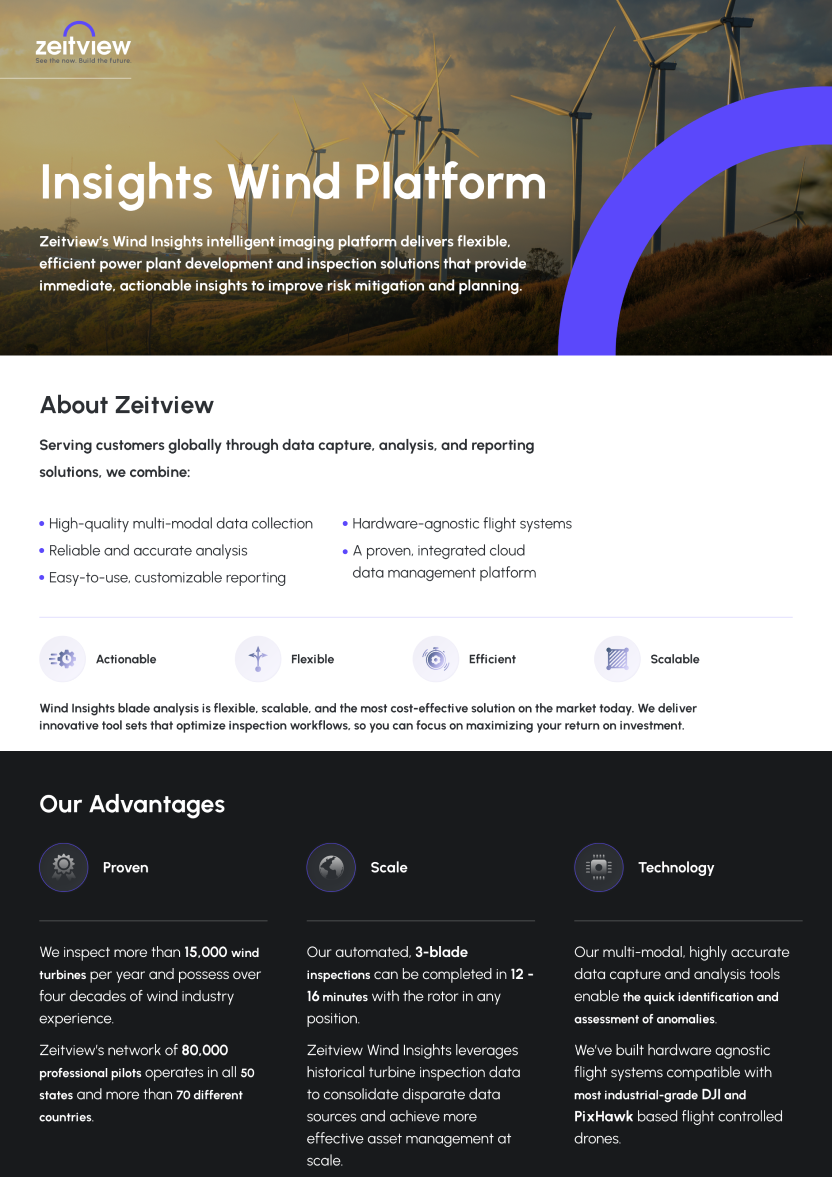 zeitview
See the now. Build the future.
Insights Wind Platform
Zeitview’s Wind Insights intelligent imaging platform delivers flexible,
efficient power plant development and inspection solutions that provide
immediate, actionable insights to improve risk mitigation and planning.
About Zeitview
Serving customers globally through data capture, analysis, and reporting
solutions, we combine:
• High-quality multi-modal data collection
• Reliable and accurate analysis
• Easy-to-use, customizable reporting
• Hardware-agnostic flight systems
• A proven, integrated cloud
data management platform
Actionable
Flexible
Efficient
Scalable
Wind Insights blade analysis is flexible, scalable, and the most cost-effective solution on the market today. We deliver
innovative tool sets that optimize inspection workflows, so you can focus on maximizing your return on investment.
Our Advantages
Proven
We inspect more than 15,000 wind
turbines per year and possess over
four decades of wind industry
experience.
Zeitview’s network of 80,000
professional pilots operates in all 50
states and more than 70 different
countries.
Scale
Our automated, 3-blade
inspections can be completed in 12 -
16 minutes with the rotor in any
position.
Zeitview Wind Insights leverages
historical turbine inspection data
to consolidate disparate data
sources and achieve more
effective asset management at
scale.
Technology
Our multi-modal, highly accurate
data capture and analysis tools
enable the quick identification and
assessment of anomalies.
We’ve built hardware agnostic
flight systems compatible with
most industrial-grade DJI and
PixHawk based flight controlled
drones.